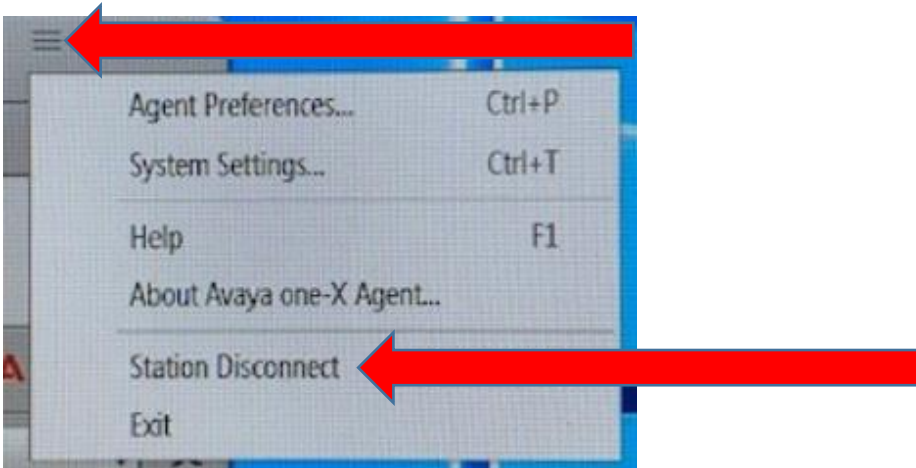 Agent Preferences... Ctrl+P
System Settings... Ctrl+T
Help F1
About Avaya one-X Agent...
Station Disconnect
A
Exit